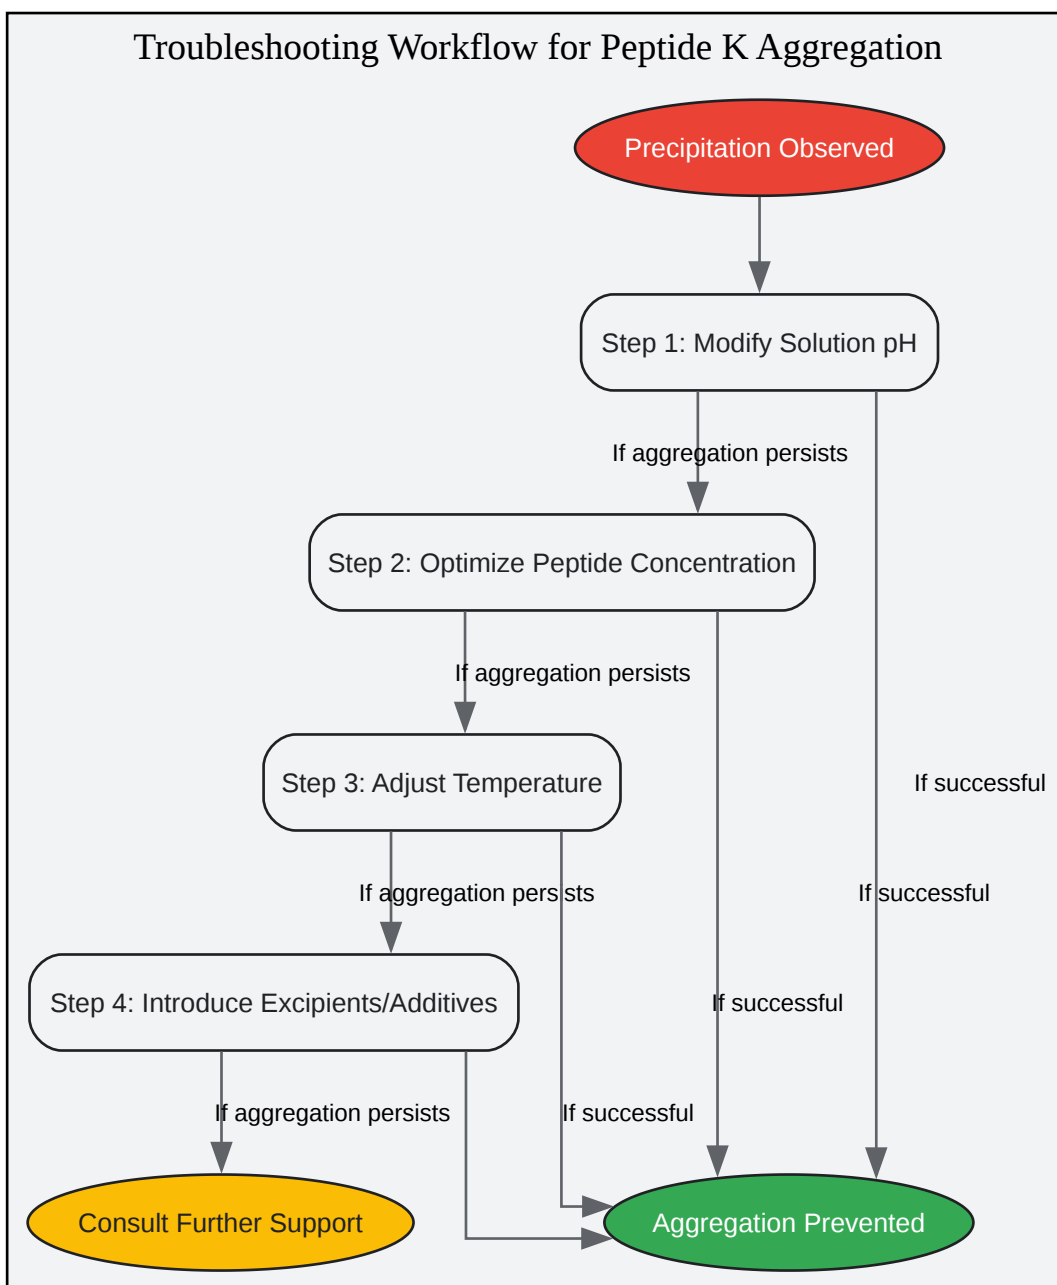 Troubleshooting Workflow for Peptide K Aggregation
Precipitation Observed
Step 1: Modify Solution pH
If aggregation persists
Step 2: Optimize Peptide Concentration
If aggregation persists
Step 3: Adjust Temperature
If successful
If aggregation persists
If successful
Step 4: Introduce Excipients/Additives
If successful
If aggregation persists
If successful
Consult Further Support
Aggregation Prevented